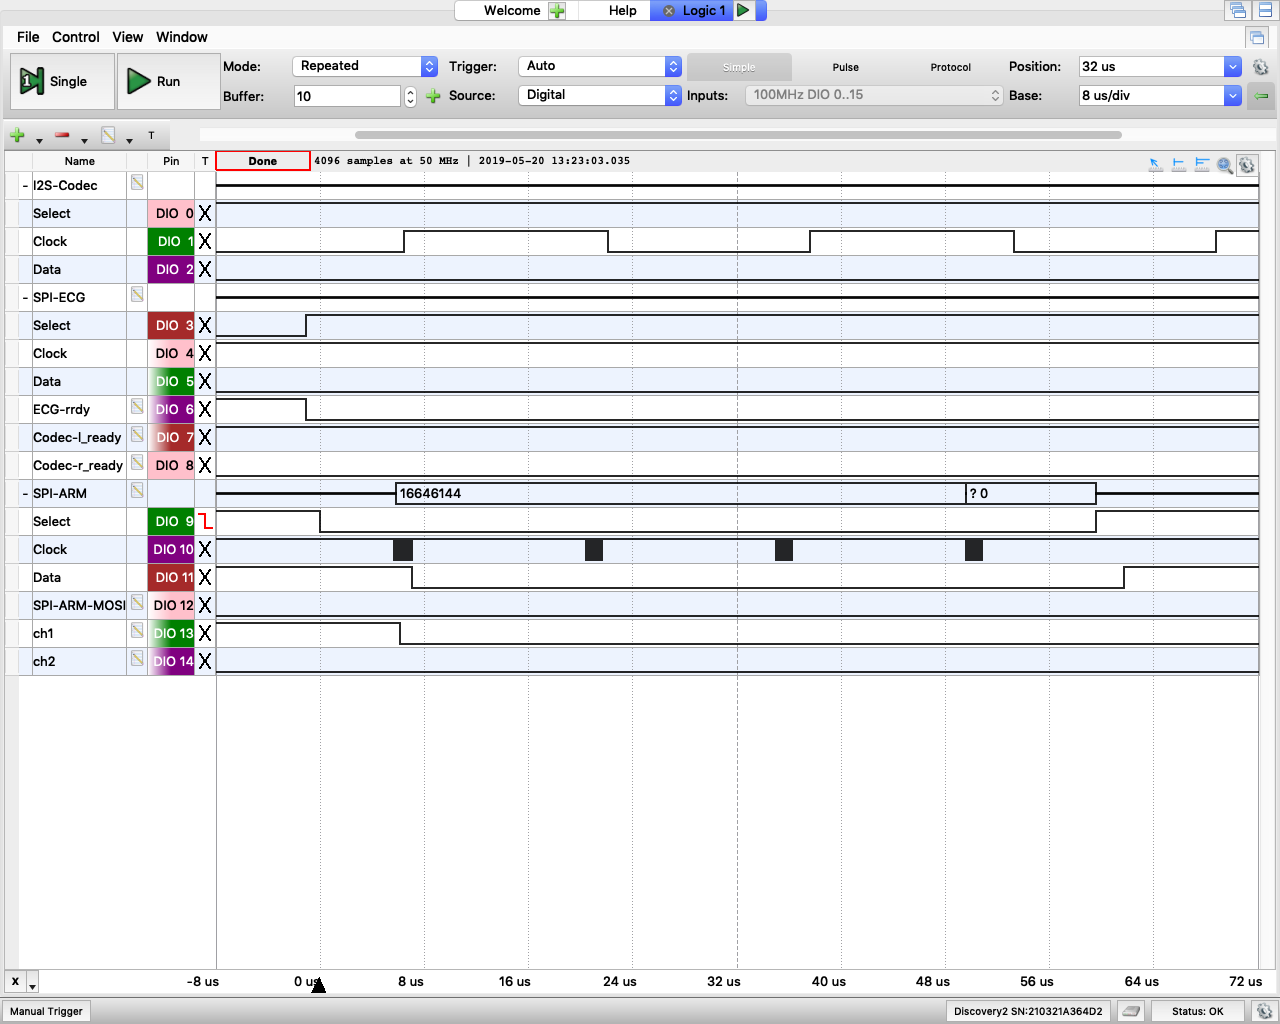 Welcome Help Logic 1
File Control View Window
1 Single Run Mode: Repeated Trigger: Auto Simple Pulse Protocol Position: 32 us
Buffer: 10 Source: Digital Inputs: 100MHz DIO 0..15 Base: 8 us/div
T
Name Pin T Done 4096 samples at 50 MHz | 2019-05-20 13:23:03.035
- I2S-Codec
Select DIO 0 X
Clock DIO 1 X
Data DIO 2 X
- SPI-ECG
Select DIO 3 X
Clock DIO 4 X
Data DIO 5 X
ECG-rrdy DIO 6 X
Codec-l_ready DIO 7 X
Codec-r_ready DIO 8 X
- SPI-ARM 16646144 ? 0
Select DIO 9
Clock DIO 10 X
Data DIO 11 X
SPI-ARM-MOSI DIO 12 X
ch1 DIO 13 X
ch2 DIO 14 X
X -8 us 0 us 8 us 16 us 24 us 32 us 40 us 48 us 56 us 64 us 72 us
Manual Trigger Discovery2 SN:210321A364D2 Status: OK